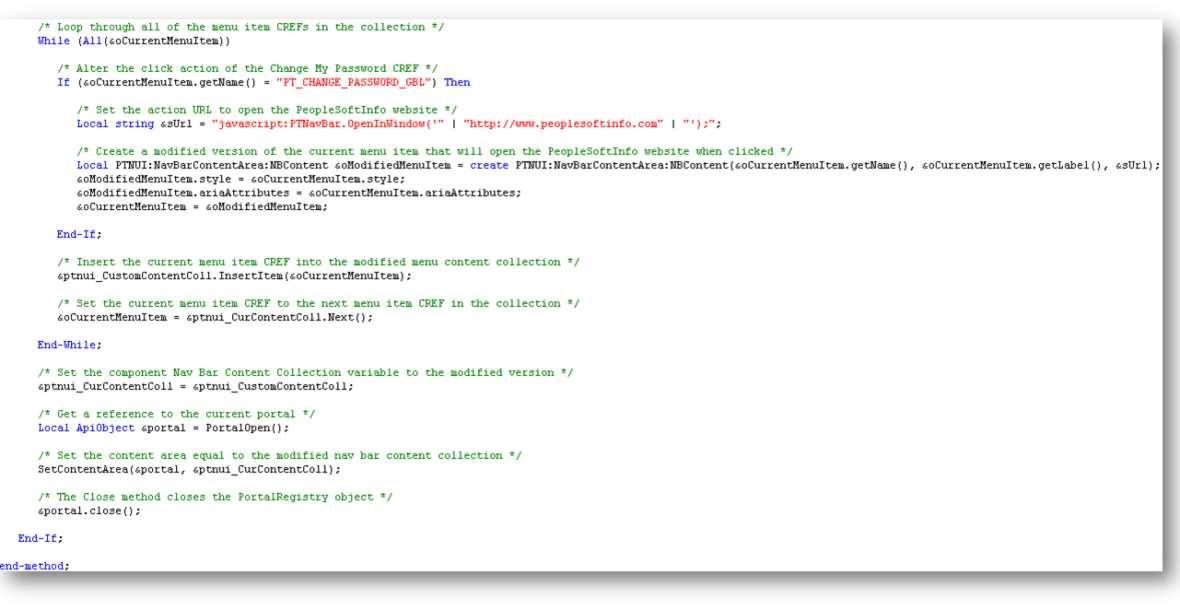 /* Loop through all of the menu item CREFs in the collection */
While (All(&oCurrentMenuItem))
/* Alter the click action of the Change My Password CREF */
If (&oCurrentMenuItem.getName() = "PT_CHANGE_PASSWORD_GBL") Then
/* Set the action URL to open the PeopleSoftInfo website */
Local string &sUrl = "javascript:PTNavBar.OpenInWindow('" | "http://www.peoplesoftinfo.com" | "');";
/* Create a modified version of the current menu item that will open the PeopleSoftInfo website when clicked */
Local PTNUI:NavBarContentArea:NBContent &oModifiedMenuItem = create PTNUI:NavBarContentArea:NBContent(&oCurrentMenuItem.getName(), &oCurrentMenuItem.getLabel(), &sUrl);
&oModifiedMenuItem.style = &oCurrentMenuItem.style;
&oModifiedMenuItem.ariaAttributes = &oCurrentMenuItem.ariaAttributes;
&oCurrentMenuItem = &oModifiedMenuItem;
End-If;
/* Insert the current menu item CREF into the modified menu content collection */
&ptnui_CustomContentColl.InsertItem(&oCurrentMenuItem);
/* Set the current menu item CREF to the next menu item CREF in the collection */
&oCurrentMenuItem = &ptnui_CurContentColl.Next();
End-While;
/* Set the component Nav Bar Content Collection variable to the modified version */
&ptnui_CurContentColl = &ptnui_CustomContentColl;
/* Get a reference to the current portal */
Local ApiObject &portal = PortalOpen();
/* Set the content area equal to the modified nav bar content collection */
SetContentArea(&portal, &ptnui_CurContentColl);
/* The Close method closes the PortalRegistry object */
&portal.close();
End-If;
end-method;